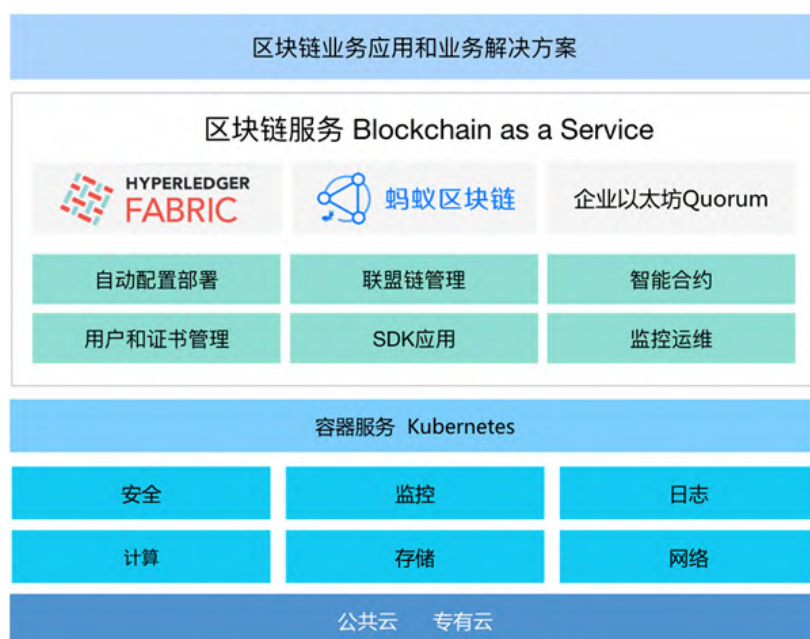 区块链业务应用和业务解决方案
区块链服务 Blockchain as a Service
HYPERLEDGER
FABRIC
蚂蚁区块链
企业以太坊Quorum
自动配置部署
联盟链管理
智能合约
用户和证书管理
SDK应用
监控运维
容器服务 Kubernetes
安全
监控
日志
计算
存储
网络
公共云 专有云